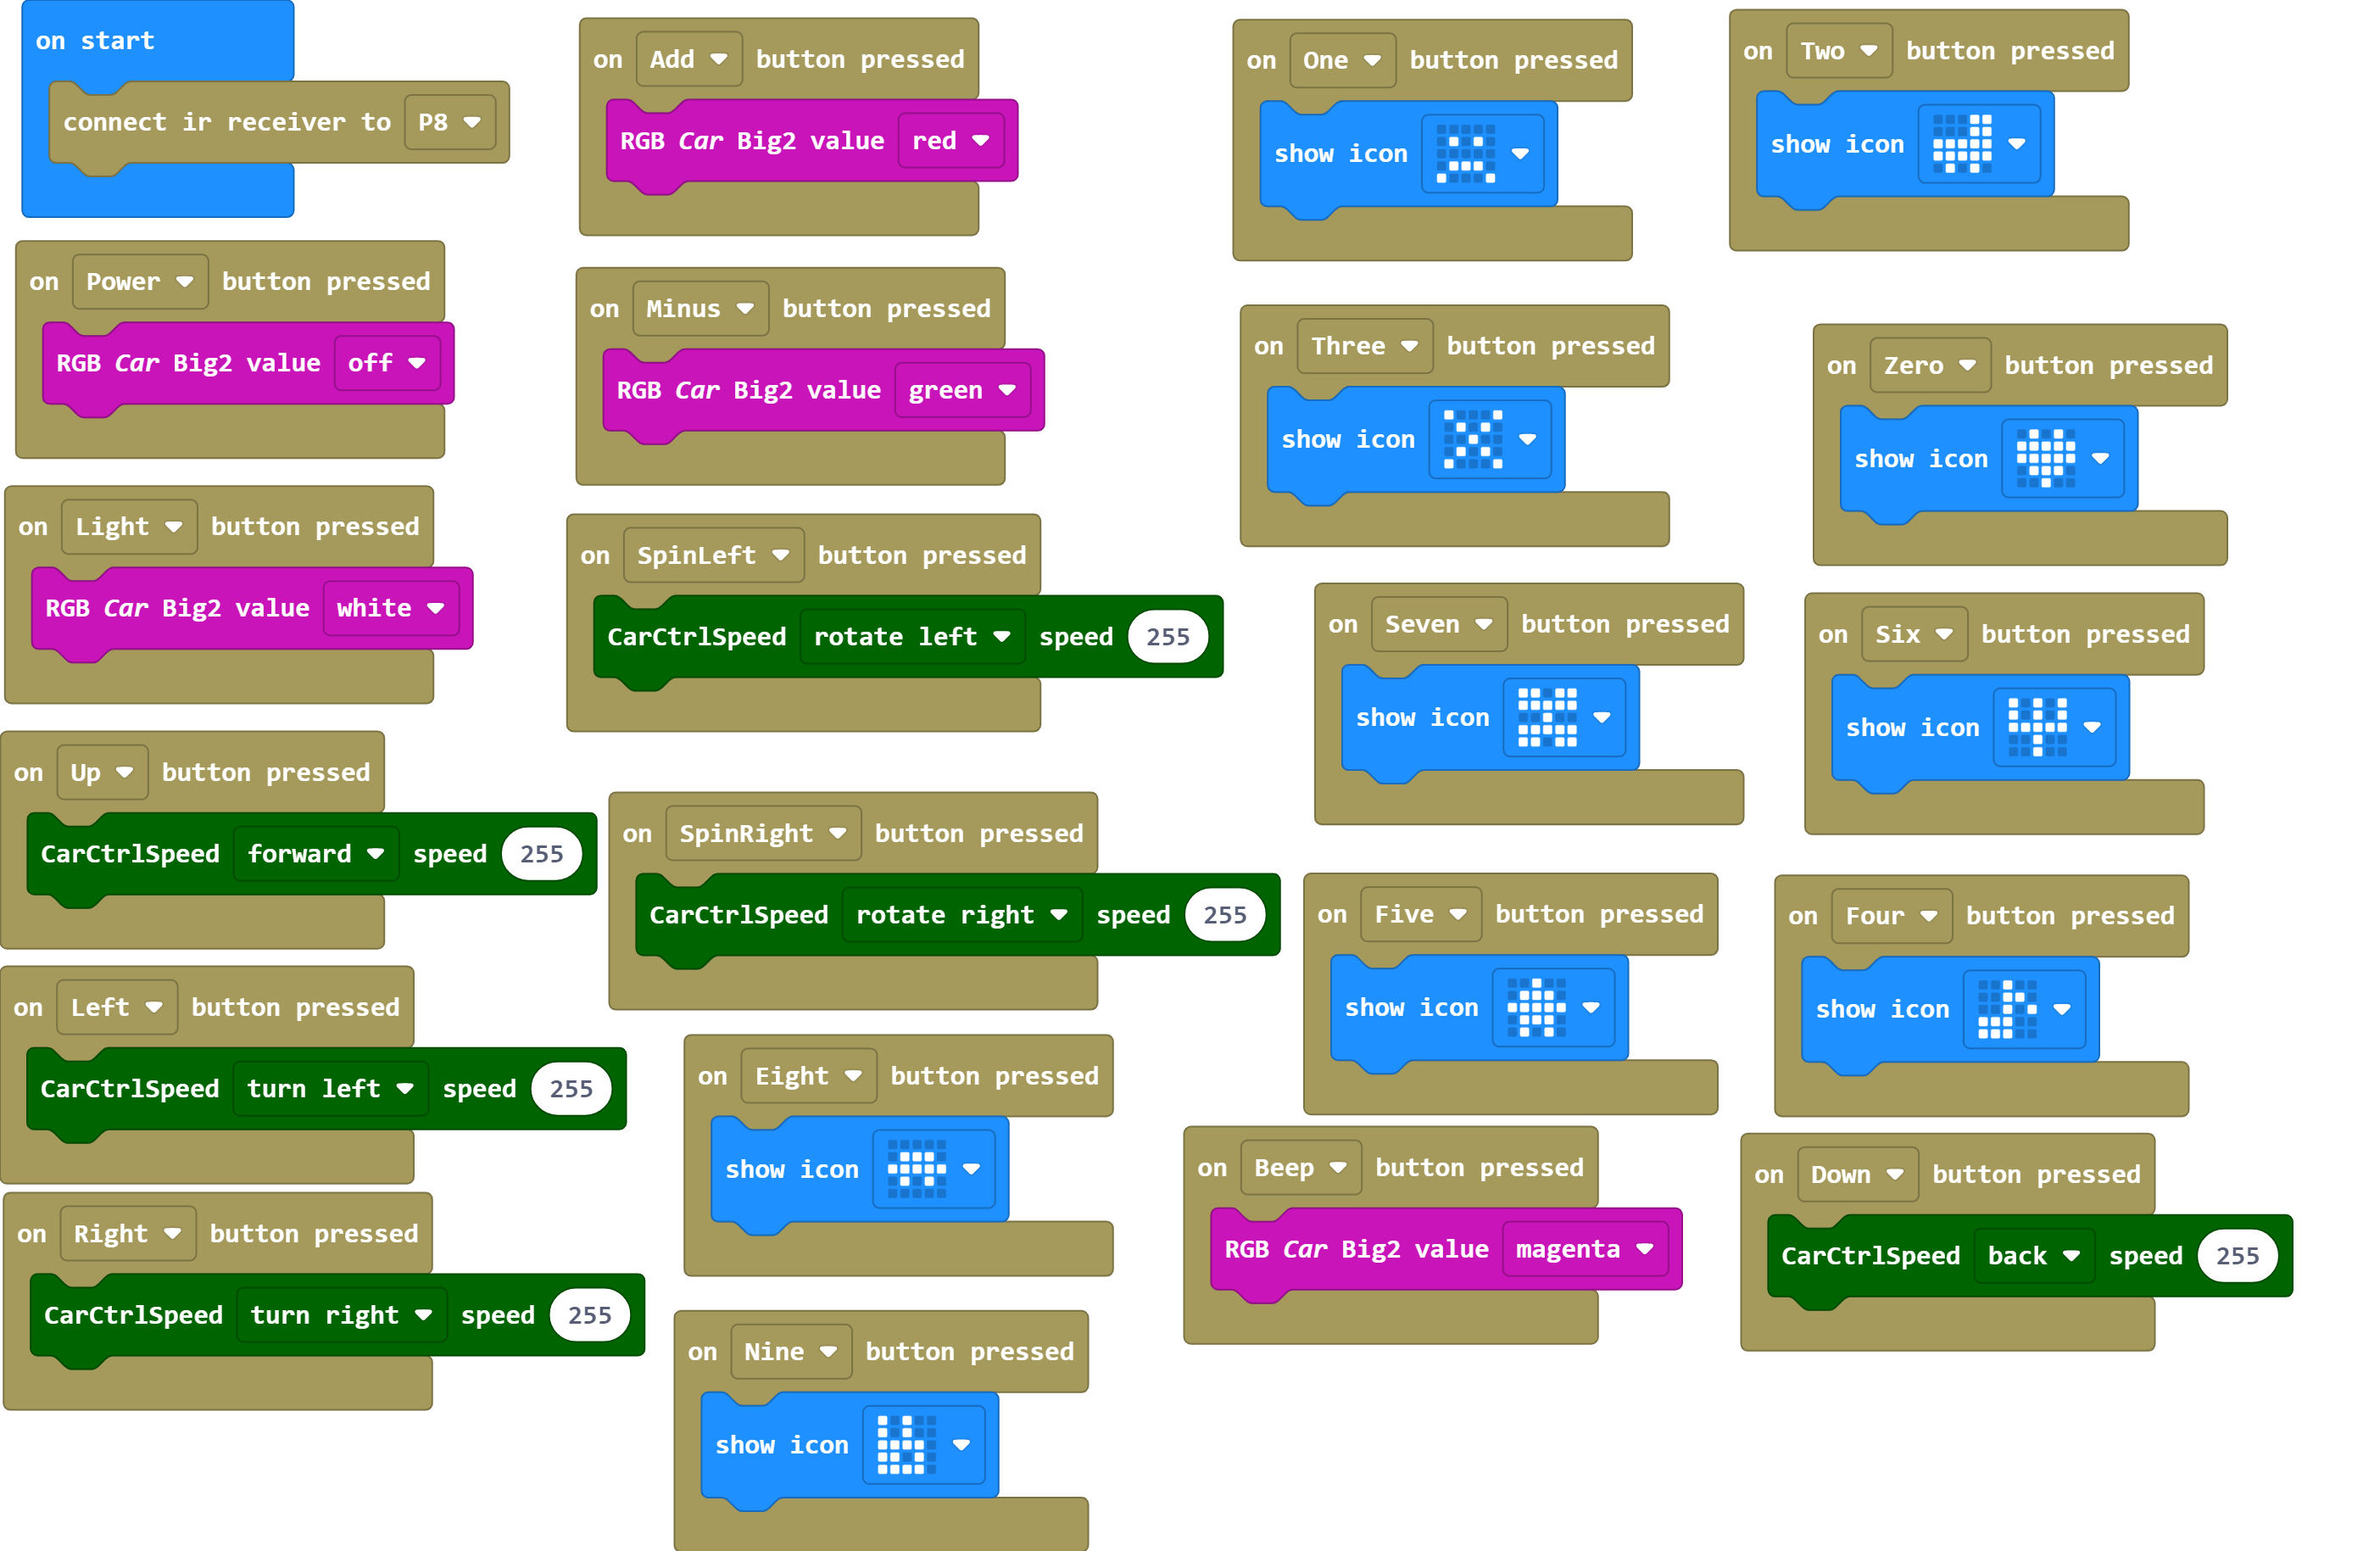 on start
connect ir receiver to P8
on Power button pressed
RGB Car Big2 value off
on Light button pressed
RGB Car Big2 value white
on Up button pressed
CarCtrlSpeed forward speed 255
on Left button pressed
CarCtrlSpeed turn left speed 255
on Right button pressed
CarCtrlSpeed turn right speed 255
on Add button pressed
RGB Car Big2 value red
on Minus button pressed
RGB Car Big2 value green
on SpinLeft button pressed
CarCtrlSpeed rotate left speed 255
on SpinRight button pressed
CarCtrlSpeed rotate right speed 255
on Eight button pressed
show icon
on Nine button pressed
show icon
on One button pressed
show icon
on Three button pressed
show icon
on Seven button pressed
show icon
on Five button pressed
show icon
on Beep button pressed
RGB Car Big2 value magenta
on Two button pressed
show icon
on Zero button pressed
show icon
on Six button pressed
show icon
on Four button pressed
show icon
on Down button pressed
CarCtrlSpeed back speed 255